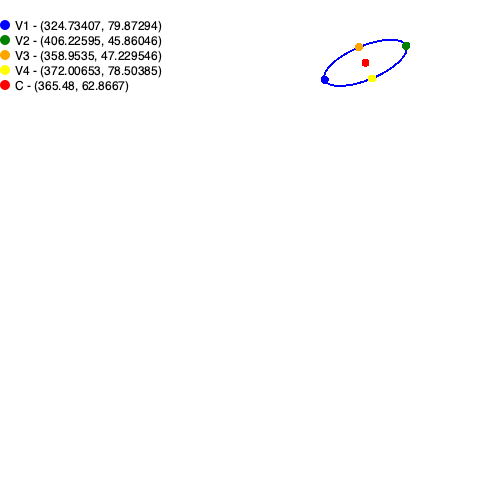 V1 - (324.73407, 79.87294)
V2 - (406.22595, 45.86046)
V3 - (358.9535, 47.229546)
V4 - (372.00653, 78.50385)
C - (365.48, 62.8667)